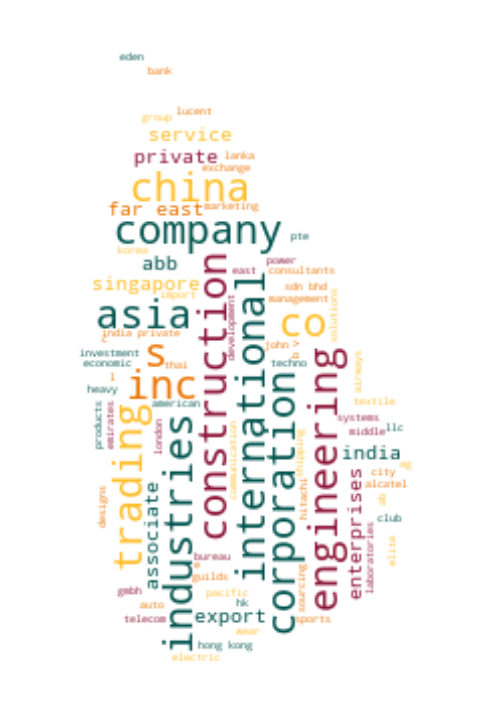 eden
bank
lucent
group
service
private
lanka
exchange
china
far east
marketing
company
pte
korea
abb
power
east
consultants
singapore
import
sdn bhd
management
asia
construction
international
development
solutions
co
india private
c
john
v
b
investment
economic
s
thai
techno
l
heavy
inc
airways
american
textile
products
emirates
trading
industries
corporation
engineering
systems
middle
llc
london
communication
shipping
india
ag
city
alcatel
ab
designs
associate
hitachi
enterprises
club
laboratories
elite
bureau
e
guilds
gmbh
pacific
sourcing
auto
hk
telecom
export
sports
wear
hong kong
electric